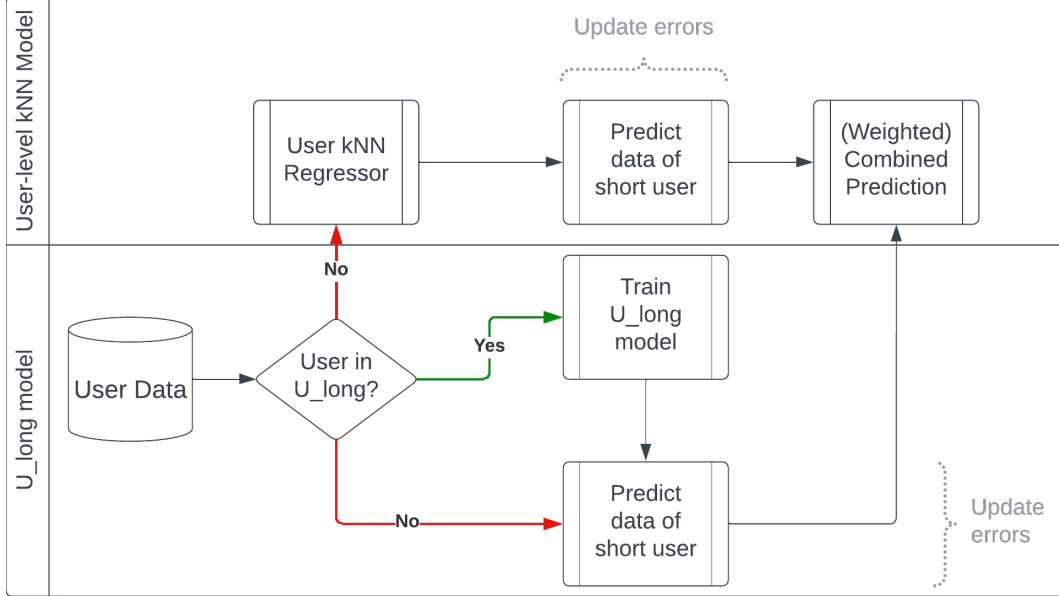 User-level kNN Model
Update errors
User kNN
Regressor
Predict
data of
short user
(Weighted)
Combined
Prediction
No
U_long model
User Data
User in
U_long?
Yes
Train
U_long
model
No
Predict
data of
short user
Update
errors